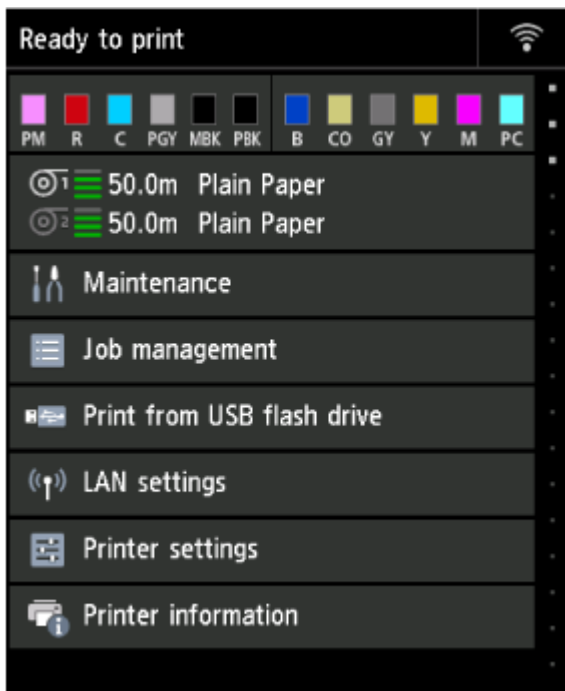 Ready to print
PM R C PGY MBK PBK B CO GY Y M PC
1 50.0m Plain Paper
2 50.0m Plain Paper
Maintenance
Job management
Print from USB flash drive
LAN settings
Printer settings
Printer information